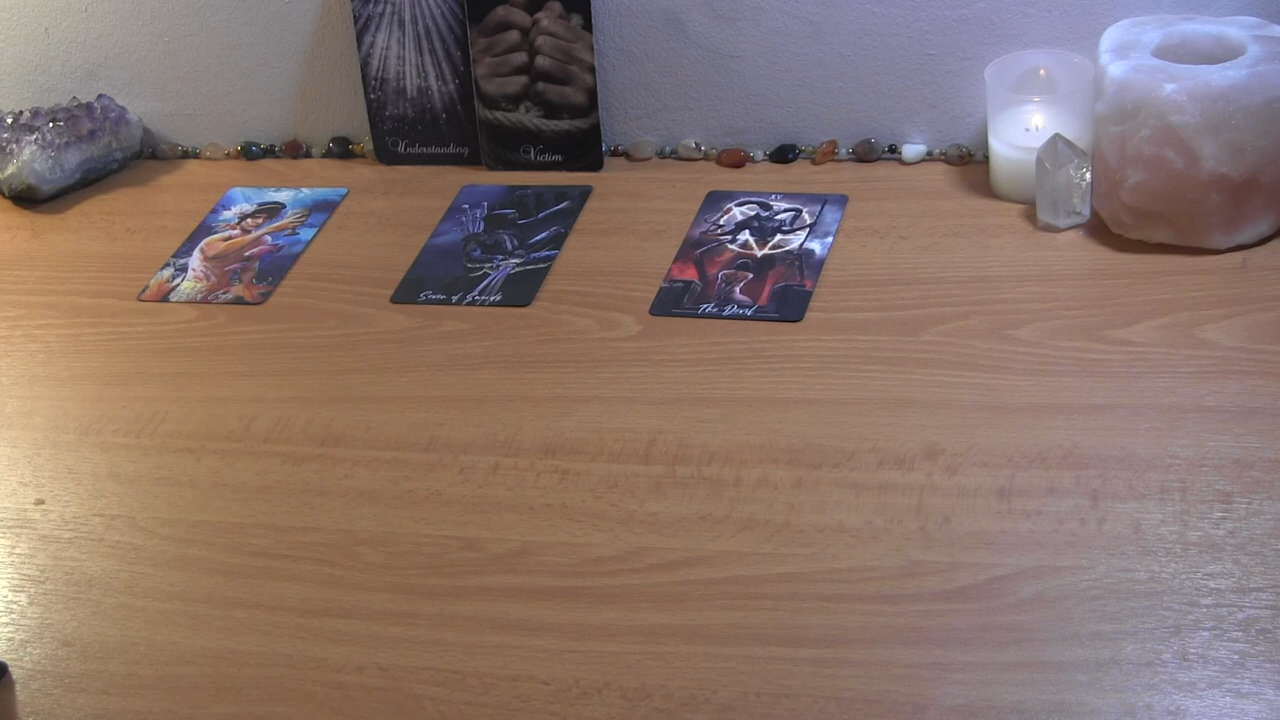 Understanding
Victim
Seven of Swords
XV
The Devil